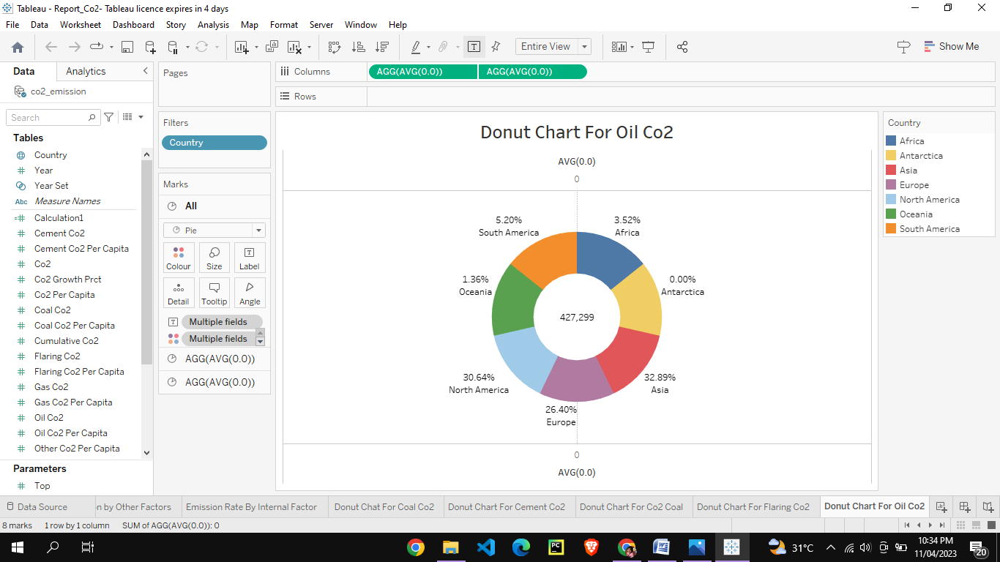 Tableau - Report_Co2- Tableau licence expires in 4 days
File Data Worksheet Dashboard Story Analysis Map Format Server Window Help
Entire View
Show Me
Data Analytics
co2_emission
Search
Tables
Country
Year
Year Set
Abc Measure Names
Calculation1
Cement Co2
Cement Co2 Per Capita
Co2
Co2 Growth Prct
Co2 Per Capita
Coal Co2
Coal Co2 Per Capita
Cumulative Co2
Flaring Co2
Flaring Co2 Per Capita
Gas Co2
Gas Co2 Per Capita
Oil Co2
Oil Co2 Per Capita
Other Co2 Per Capita
Parameters
Top
Pages
Filters
Country
Marks
All
Pie
Colour Size Label
Detail Tooltip Angle
Multiple fields
Multiple fields
AGG(AVG(0.0))
AGG(AVG(0.0))
Columns AGG(AVG(0.0)) AGG(AVG(0.0))
Rows
Donut Chart For Oil Co2
AVG(0.0)
0
5.20%
South America
3.52%
Africa
1.36%
Oceania
0.00%
Antarctica
427,299
30.64%
North America
32.89%
Asia
26.40%
Europe
0
AVG(0.0)
Country
Africa
Antarctica
Asia
Europe
North America
Oceania
South America
Data Source n by Other Factors Emission Rate By Internal Factor Donut Chat For Coal Co2 Donut Chart For Cement Co2 Donut Chart For Co2 Coal Donut Chart For Flaring Co2 Donut Chart For Oil Co2
8 marks 1 row by 1 column SUM of AGG(AVG(0.0)): 0
31°C
10:34 PM
11/04/2023
20